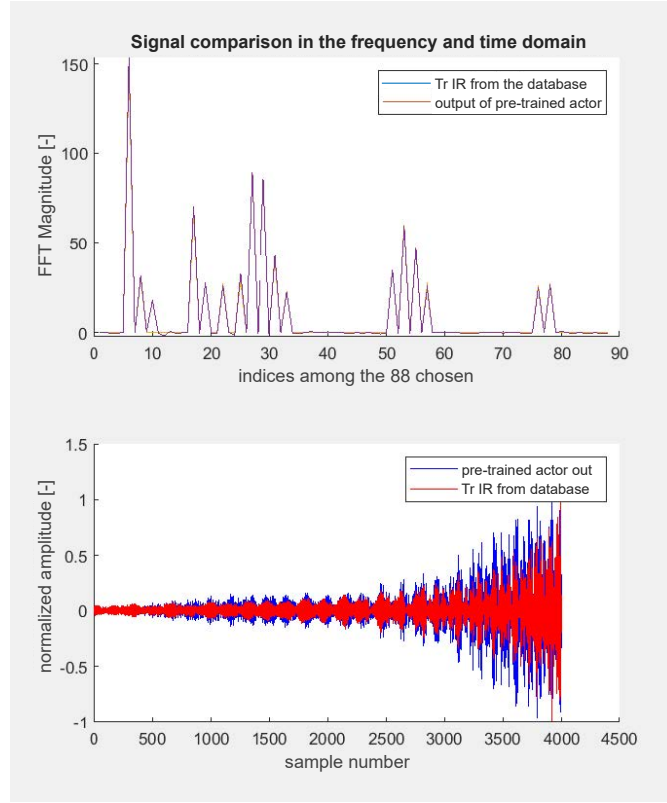 Signal comparison in the frequency and time domain
150
100
50
0
FFT Magnitude [-]
Tr IR from the database
output of pre-trained actor
0 10 20 30 40 50 60 70 80 90
indices among the 88 chosen
1.5
1
0.5
0
-0.5
-1
normalized amplitude [-]
pre-trained actor out
Tr IR from database
0 500 1000 1500 2000 2500 3000 3500 4000 4500
sample number